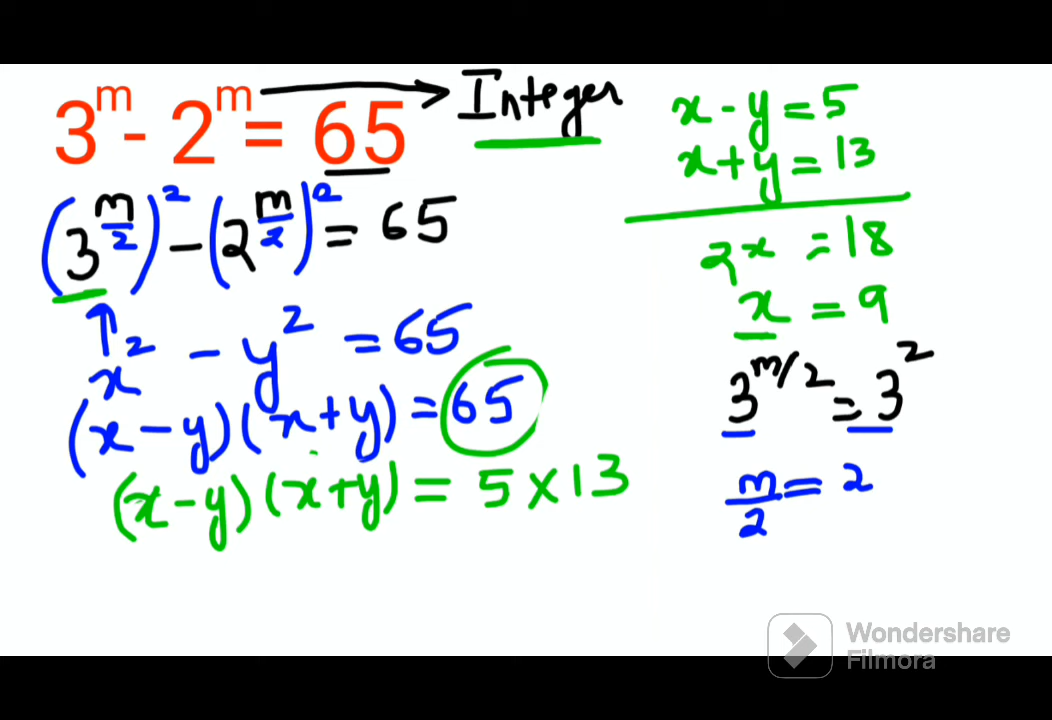 3^m - 2^m = 65 → Integer
(3^(m/2))^2 - (2^(m/2))^2 = 65
x^2 - y^2 = 65
(x - y)(x + y) = 65
(x - y)(x + y) = 5 × 13
x - y = 5
x + y = 13
2x = 18
x = 9
3^(m/2) = 3^2
m/2 = 2
Wondershare
Filmora